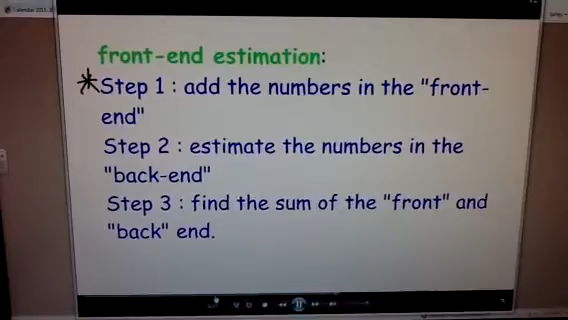 front-end estimation:
*Step 1 : add the numbers in the "front-
end"
Step 2 : estimate the numbers in the
"back-end"
Step 3 : find the sum of the "front" and
"back" end.